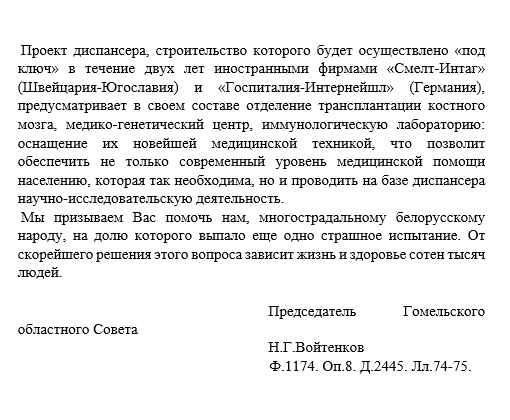 Проект диспансера, строительство которого будет осуществлено «под
ключ» в течение двух лет иностранными фирмами «Смелт-Интаг»
(Швейцария-Югославия) и «Госпиталия-Интернейшл» (Германия),
предусматривает в своем составе отделение трансплантации костного
мозга, медико-генетический центр, иммунологическую лабораторию:
оснащение их новейшей медицинской техникой, что позволит
обеспечить не только современный уровень медицинской помощи
населению, которая так необходима, но и проводить на базе диспансера
научно-исследовательскую деятельность.
Мы призываем Вас помочь нам, многострадальному белорусскому
народу, на долю которого выпало еще одно страшное испытание. От
скорейшего решения этого вопроса зависит жизнь и здоровье сотен тысяч
людей.
Председатель Гомельского
областного Совета
Н.Г.Войтенков
Ф.1174. Оп.8. Д.2445. Лл.74-75.